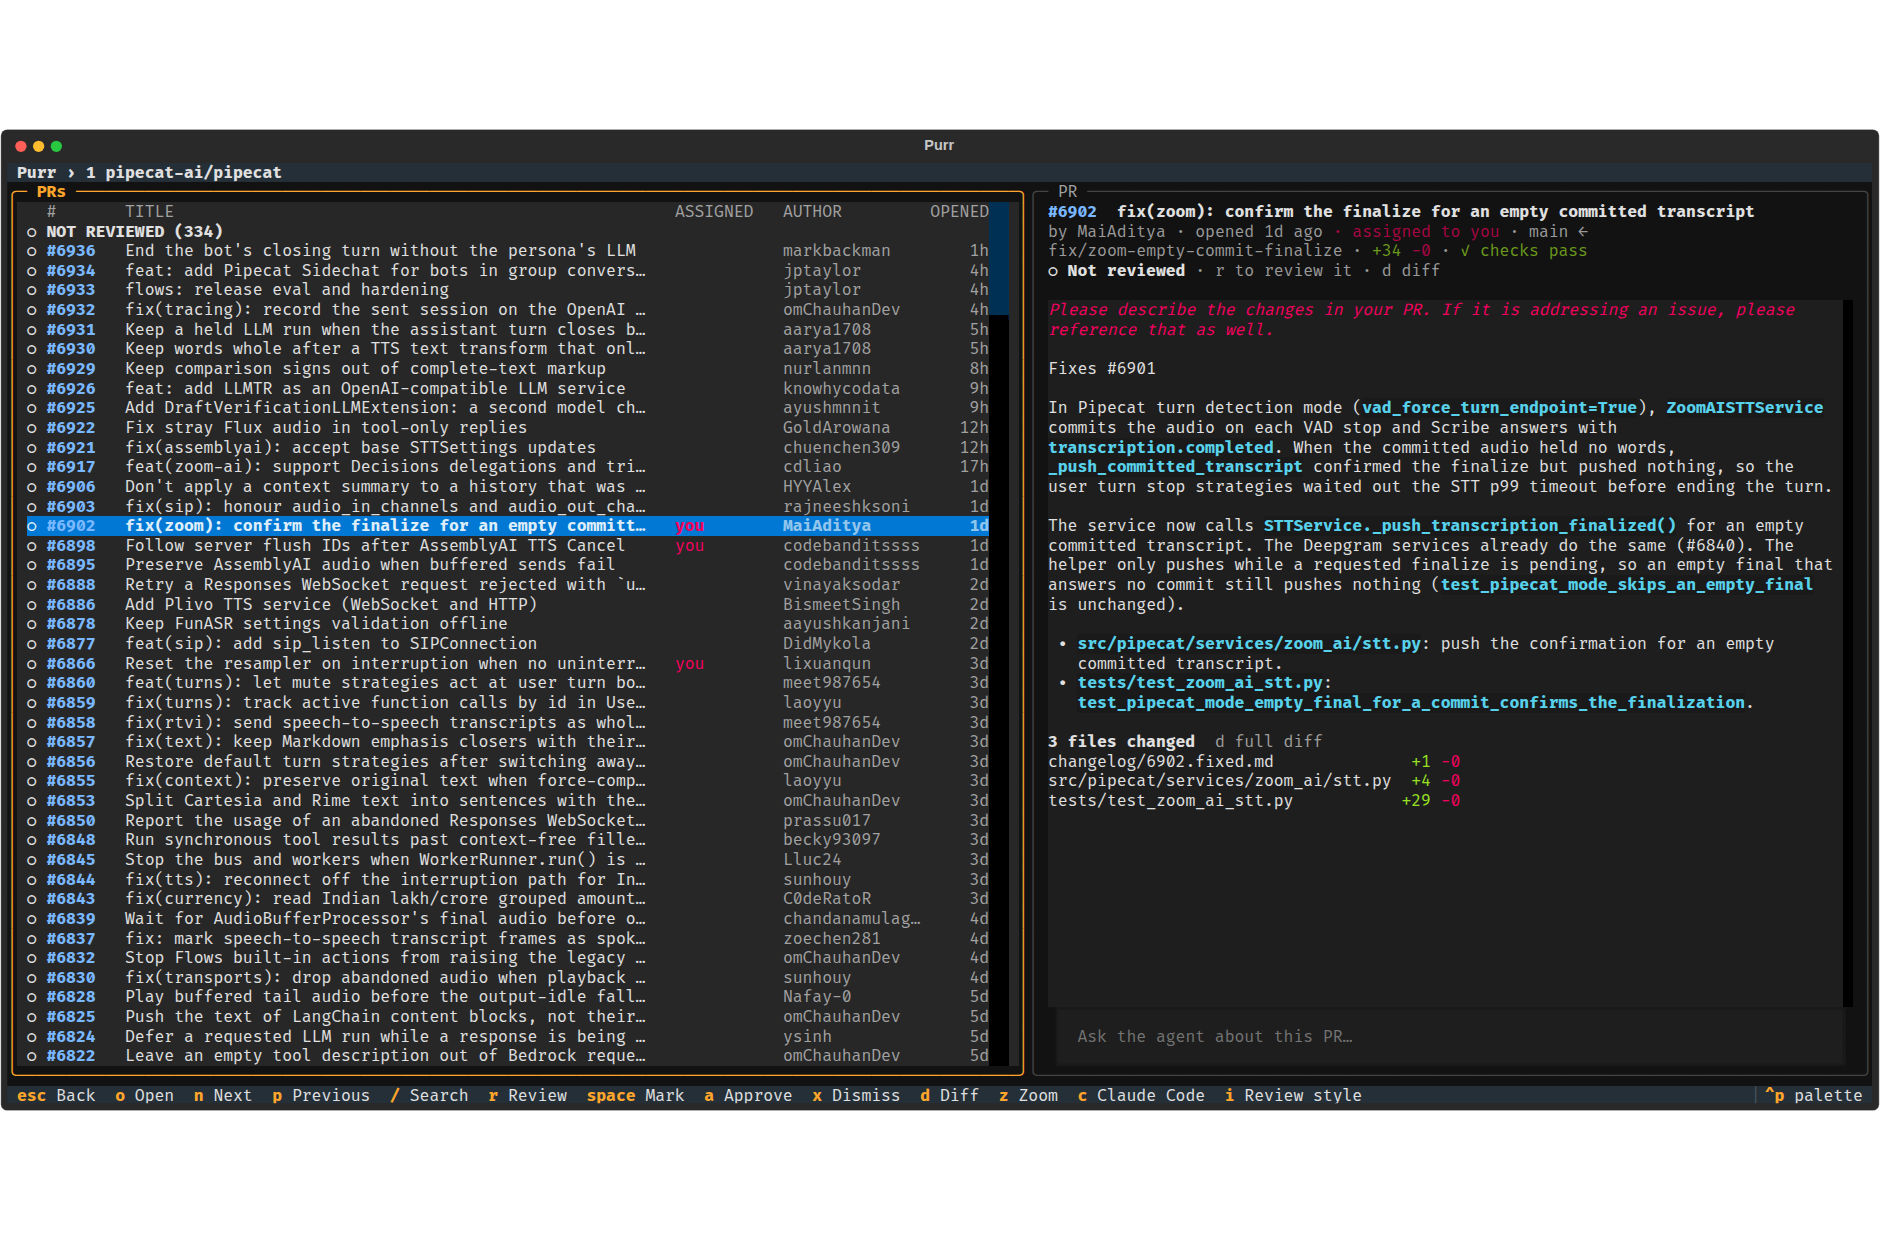 Purr
Purr › 1 pipecat-ai/pipecat
PRs
# TITLE ASSIGNED AUTHOR OPENED
○ NOT REVIEWED (334)
○ #6936 End the bot's closing turn without the persona's LLM markbackman 1h
○ #6934 feat: add Pipecat Sidechat for bots in group convers… jptaylor 4h
○ #6933 flows: release eval and hardening jptaylor 4h
○ #6932 fix(tracing): record the sent session on the OpenAI … omChauhanDev 4h
○ #6931 Keep a held LLM run when the assistant turn closes b… aarya1708 5h
○ #6930 Keep words whole after a TTS text transform that onl… aarya1708 5h
○ #6929 Keep comparison signs out of complete-text markup nurlanmnn 8h
○ #6926 feat: add LLMTR as an OpenAI-compatible LLM service knowhycodata 9h
○ #6925 Add DraftVerificationLLMExtension: a second model ch… ayushmnnit 9h
○ #6922 Fix stray Flux audio in tool-only replies GoldArowana 12h
○ #6921 fix(assemblyai): accept base STTSettings updates chuenchen309 12h
○ #6917 feat(zoom-ai): support Decisions delegations and tri… cdliao 17h
○ #6906 Don't apply a context summary to a history that was … HYYAlex 1d
○ #6903 fix(sip): honour audio_in_channels and audio_out_cha… rajneeshksoni 1d
○ #6902 fix(zoom): confirm the finalize for an empty committ… you MaiAditya 1d
○ #6898 Follow server flush IDs after AssemblyAI TTS Cancel you codebanditssss 1d
○ #6895 Preserve AssemblyAI audio when buffered sends fail codebanditssss 1d
○ #6888 Retry a Responses WebSocket request rejected with `u… vinayaksodar 2d
○ #6886 Add Plivo TTS service (WebSocket and HTTP) BismeetSingh 2d
○ #6878 Keep FunASR settings validation offline aayushkanjani 2d
○ #6877 feat(sip): add sip_listen to SIPConnection DidMykola 2d
○ #6866 Reset the resampler on interruption when no uninterr… you lixuanqun 3d
○ #6860 feat(turns): let mute strategies act at user turn bo… meet987654 3d
○ #6859 fix(turns): track active function calls by id in Use… laoyyu 3d
○ #6858 fix(rtvi): send speech-to-speech transcripts as whol… meet987654 3d
○ #6857 fix(text): keep Markdown emphasis closers with their… omChauhanDev 3d
○ #6856 Restore default turn strategies after switching away… omChauhanDev 3d
○ #6855 fix(context): preserve original text when force-comp… laoyyu 3d
○ #6853 Split Cartesia and Rime text into sentences with the… omChauhanDev 3d
○ #6850 Report the usage of an abandoned Responses WebSocket… prassu017 3d
○ #6848 Run synchronous tool results past context-free fille… becky93097 3d
○ #6845 Stop the bus and workers when WorkerRunner.run() is … Lluc24 3d
○ #6844 fix(tts): reconnect off the interruption path for In… sunhouy 3d
○ #6843 fix(currency): read Indian lakh/crore grouped amount… C0deRatoR 3d
○ #6839 Wait for AudioBufferProcessor's final audio before o… chandanamulag… 4d
○ #6837 fix: mark speech-to-speech transcript frames as spok… zoechen281 4d
○ #6832 Stop Flows built-in actions from raising the legacy … omChauhanDev 4d
○ #6830 fix(transports): drop abandoned audio when playback … sunhouy 4d
○ #6828 Play buffered tail audio before the output-idle fall… Nafay-0 5d
○ #6825 Push the text of LangChain content blocks, not their… omChauhanDev 5d
○ #6824 Defer a requested LLM run while a response is being … ysinh 5d
○ #6822 Leave an empty tool description out of Bedrock reque… omChauhanDev 5d
PR
#6902 fix(zoom): confirm the finalize for an empty committed transcript
by MaiAditya · opened 1d ago · assigned to you · main ←
fix/zoom-empty-commit-finalize · +34 -0 · √ checks pass
○ Not reviewed · r to review it · d diff
Please describe the changes in your PR. If it is addressing an issue, please
reference that as well.
Fixes #6901
In Pipecat turn detection mode (vad_force_turn_endpoint=True), ZoomAISTTService
commits the audio on each VAD stop and Scribe answers with
transcription.completed. When the committed audio held no words,
_push_committed_transcript confirmed the finalize but pushed nothing, so the
user turn stop strategies waited out the STT p99 timeout before ending the turn.
The service now calls STTService._push_transcription_finalized() for an empty
committed transcript. The Deepgram services already do the same (#6840). The
helper only pushes while a requested finalize is pending, so an empty final that
answers no commit still pushes nothing (test_pipecat_mode_skips_an_empty_final
is unchanged).
• src/pipecat/services/zoom_ai/stt.py: push the confirmation for an empty
committed transcript.
• tests/test_zoom_ai_stt.py:
test_pipecat_mode_empty_final_for_a_commit_confirms_the_finalization.
3 files changed d full diff
changelog/6902.fixed.md +1 -0
src/pipecat/services/zoom_ai/stt.py +4 -0
tests/test_zoom_ai_stt.py +29 -0
Ask the agent about this PR…
esc Back o Open n Next p Previous / Search r Review space Mark a Approve x Dismiss d Diff z Zoom c Claude Code i Review style ^p palette